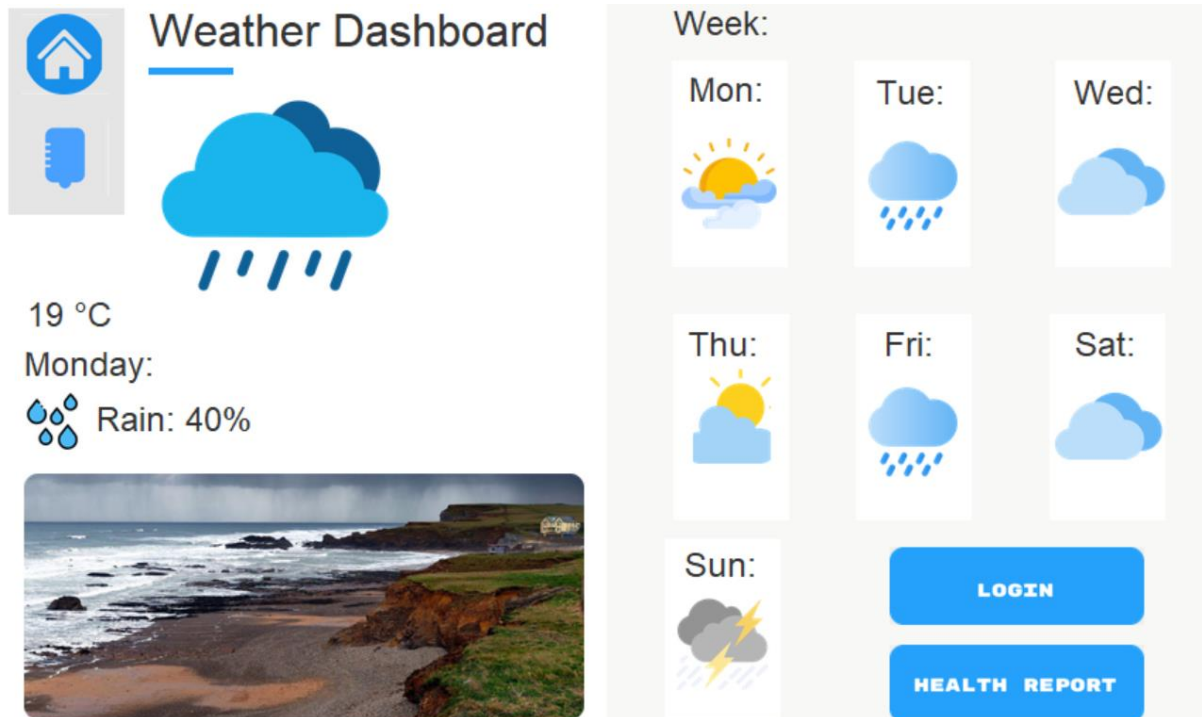 Weather Dashboard
19 °C
Monday:
Rain: 40%
Week:
Mon:
Tue:
Wed:
Thu:
Fri:
Sat:
Sun:
LOGIN
HEALTH REPORT